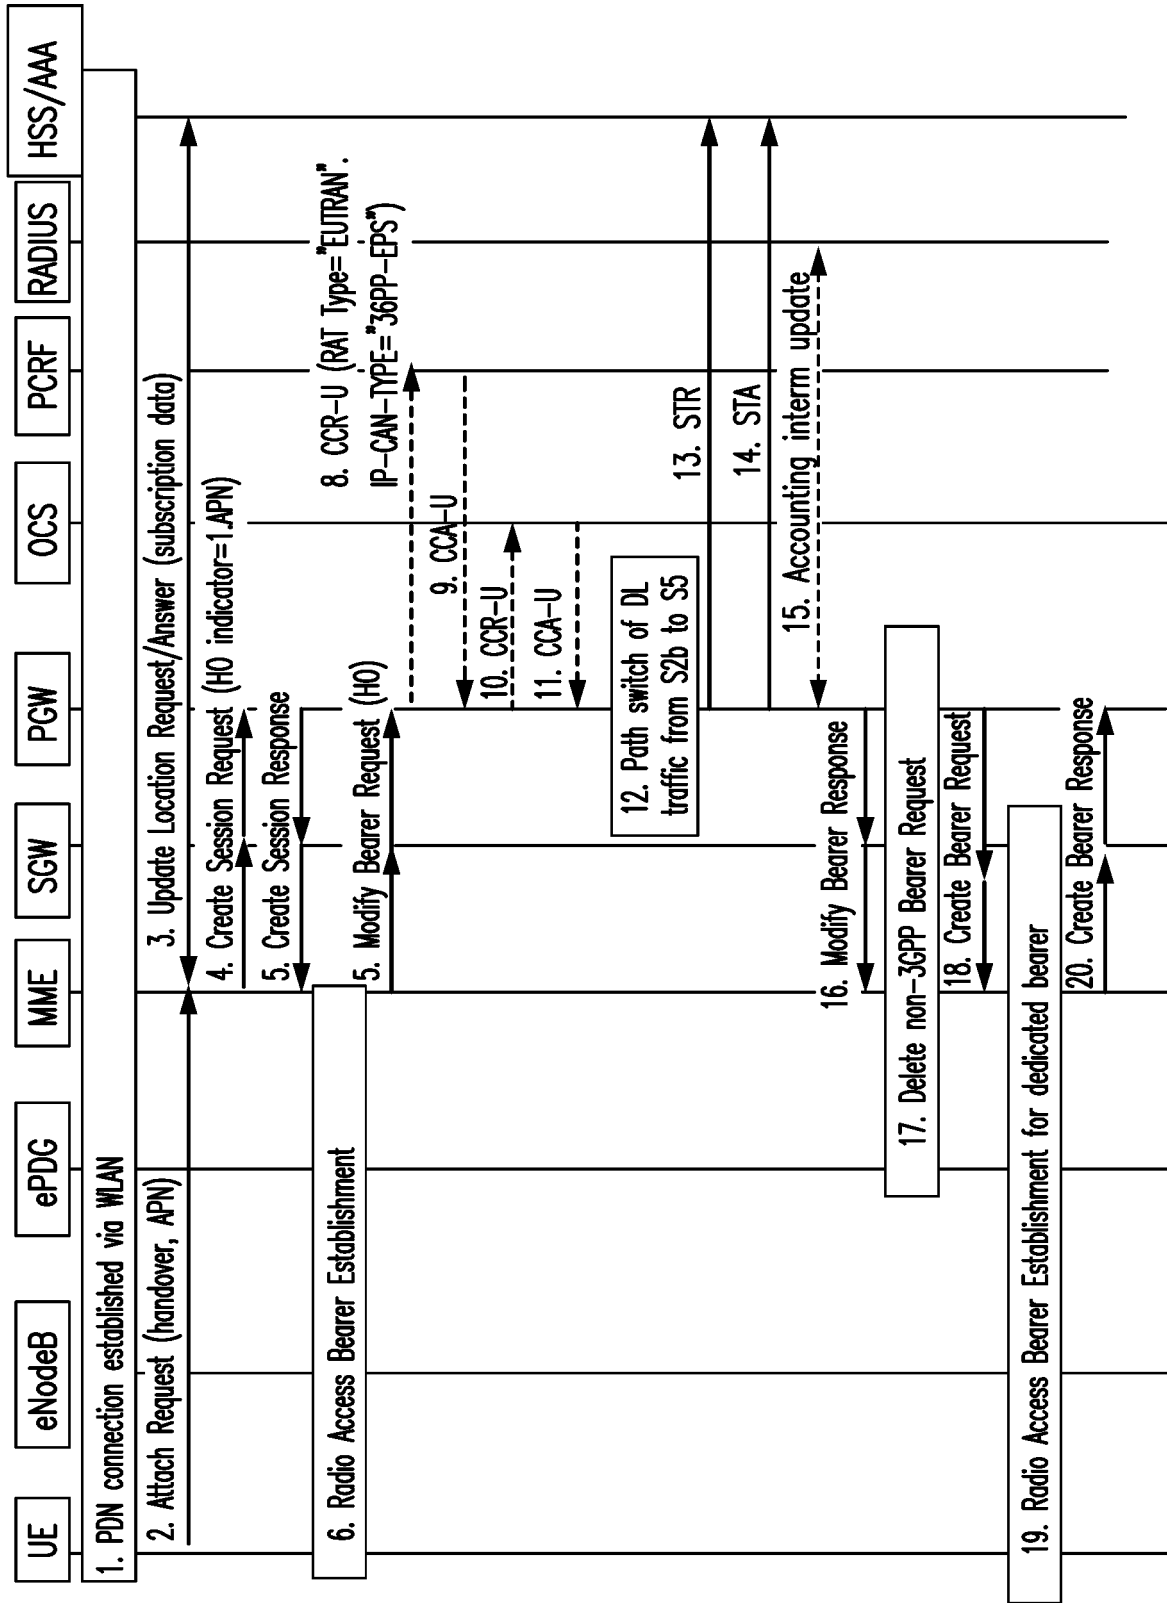 UE
eNodeB
ePDG
MME
SGW
PGW
OCS
PCRF
RADIUS
HSS/AAA
1. PDN connection established via WLAN
2. Attach Request (handover, APN)
3. Update Location Request/Answer (subscription data)
4. Create Session Request (HO indicator=1.APN)
5. Create Session Response
6. Radio Access Bearer Establishment
5. Modify Bearer Request (HO)
8. CCR-U (RAT Type="EUTRAN".
IP-CAN-TYPE="36PP-EPS")
9. CCA-U
10. CCR-U
11. CCA-U
12. Path switch of DL
traffic from S2b to S5
13. STR
14. STA
15. Accounting interm update
16. Modify Bearer Response
17. Delete non-3GPP Bearer Request
18. Create Bearer Request
19. Radio Access Bearer Establishment for dedicated bearer
20. Create Bearer Response